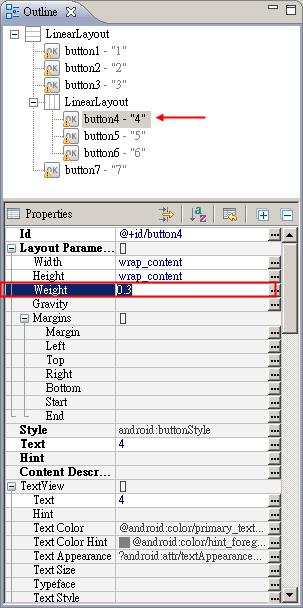 Outline
LinearLayout
button1 - "1"
button2 - "2"
button3 - "3"
LinearLayout
button4 - "4"
button5 - "5"
button6 - "6"
button7 - "7"
Properties
Id @+id/button4
Layout Parame... []
Width wrap_content
Height wrap_content
Weight 0.3
Gravity
Margins []
Margin
Left
Top
Right
Bottom
Start
End
Style android:buttonStyle
Text 4
Hint
Content Descr...
TextView []
Text 4
Hint
Text Color @android:color/primary_text...
Text Color Hint @android:color/hint_foreg...
Text Appearance ?android:attr/textAppearance...
Text Size
Typeface
Text Style